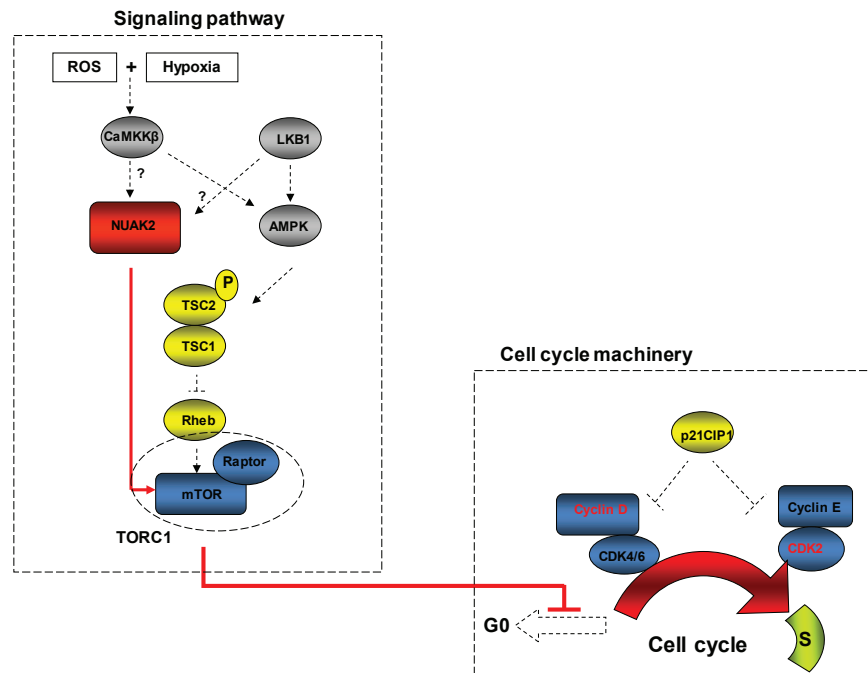 Signaling pathway
ROS + Hypoxia
CaMKKβ
LKB1
?
?
NUAK2
AMPK
P
TSC2
TSC1
Rheb
Raptor
mTOR
TORC1
Cell cycle machinery
p21CIP1
Cyclin D
Cyclin E
CDK4/6
CDK2
G0
Cell cycle
S